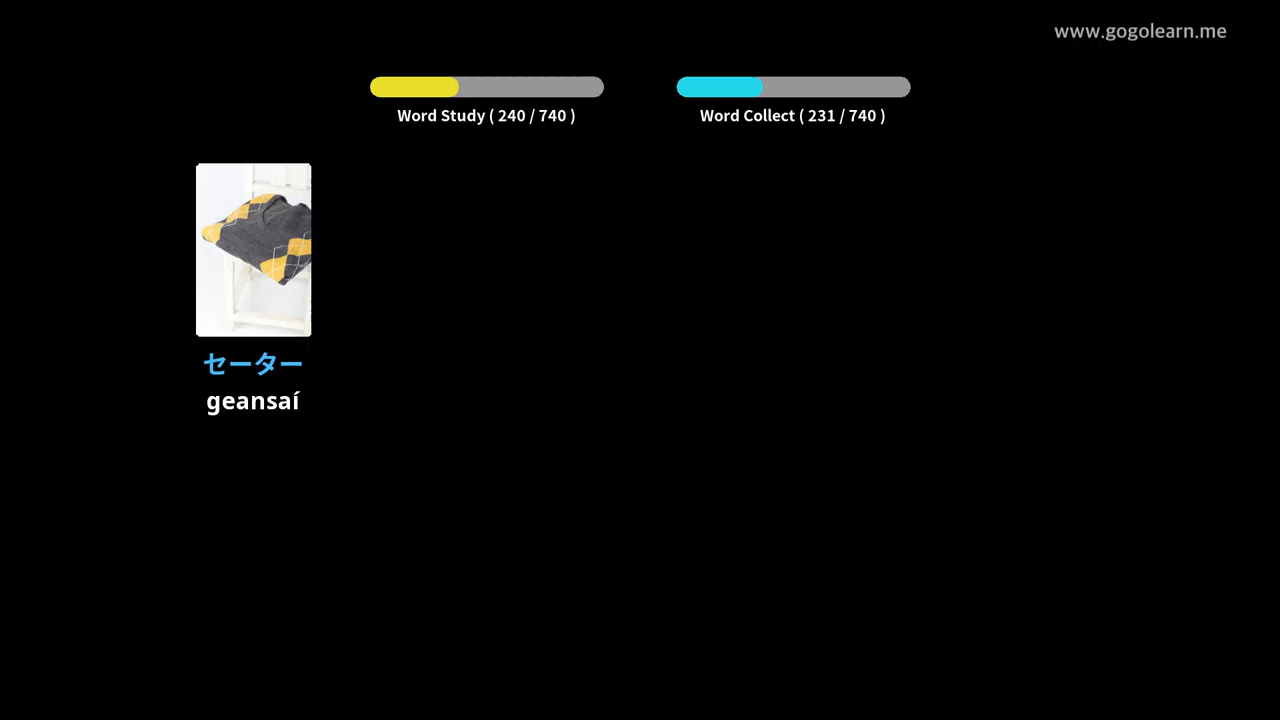 www.gogolearn.me
Word Study ( 240 / 740 )
Word Collect ( 231 / 740 )
セーター
geansaí